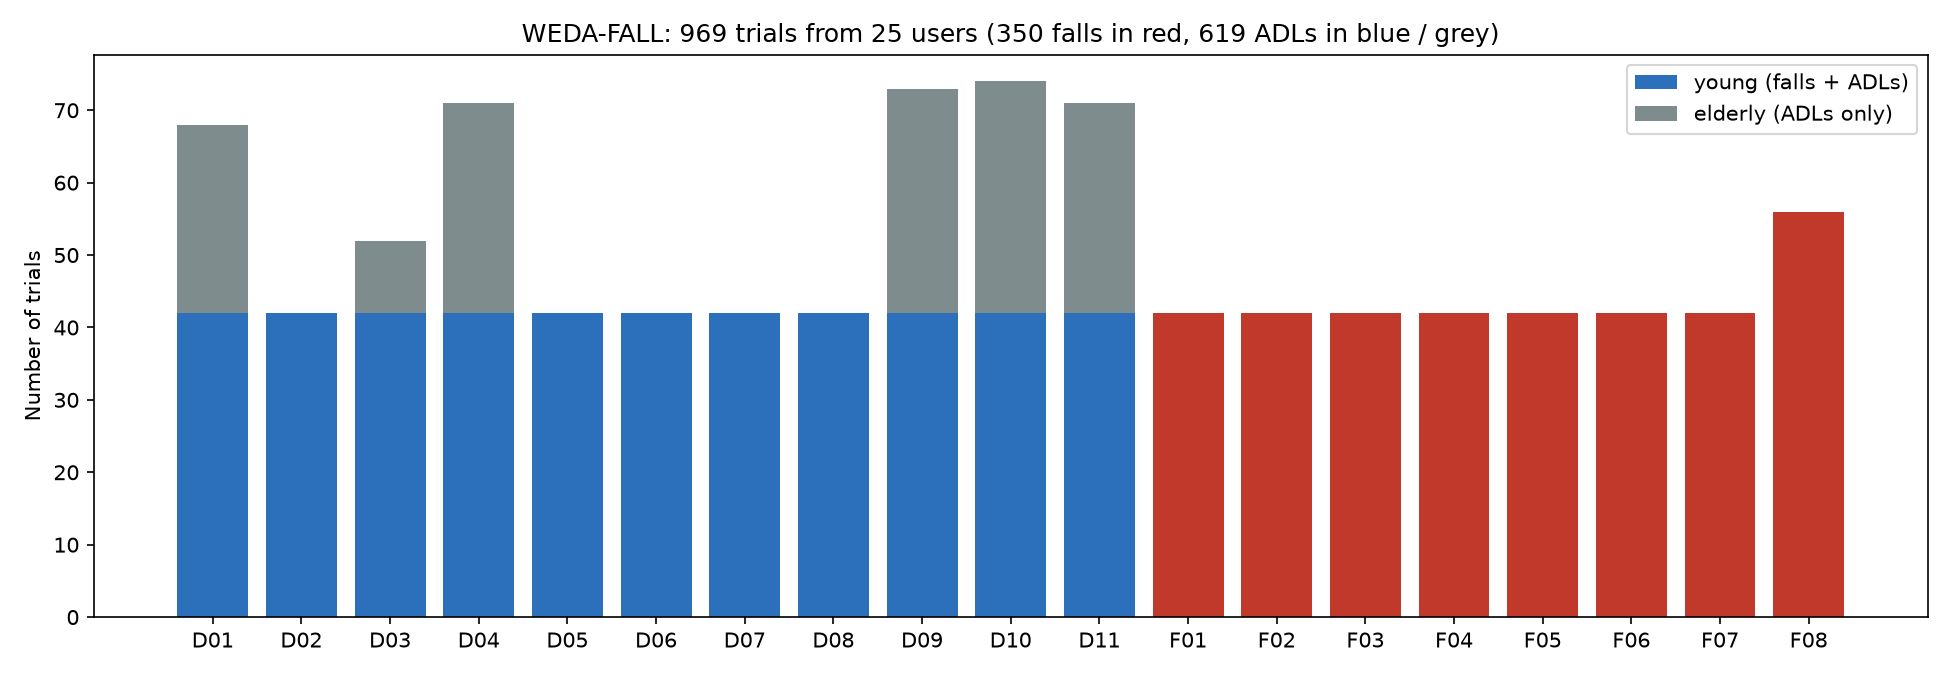 WEDA-FALL: 969 trials from 25 users (350 falls in red, 619 ADLs in blue / grey)
young (falls + ADLs)
elderly (ADLs only)
Number of trials
70
60
50
40
30
20
10
0
D01 D02 D03 D04 D05 D06 D07 D08 D09 D10 D11 F01 F02 F03 F04 F05 F06 F07 F08